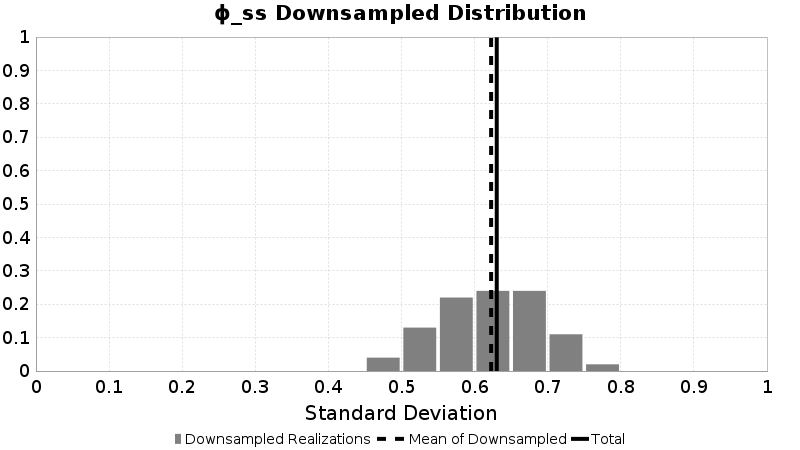 ϕ_ss Downsampled Distribution
1
0.9
0.8
0.7
0.6
0.5
0.4
0.3
0.2
0.1
0
0 0.1 0.2 0.3 0.4 0.5 0.6 0.7 0.8 0.9 1
Standard Deviation
Downsampled Realizations Mean of Downsampled Total